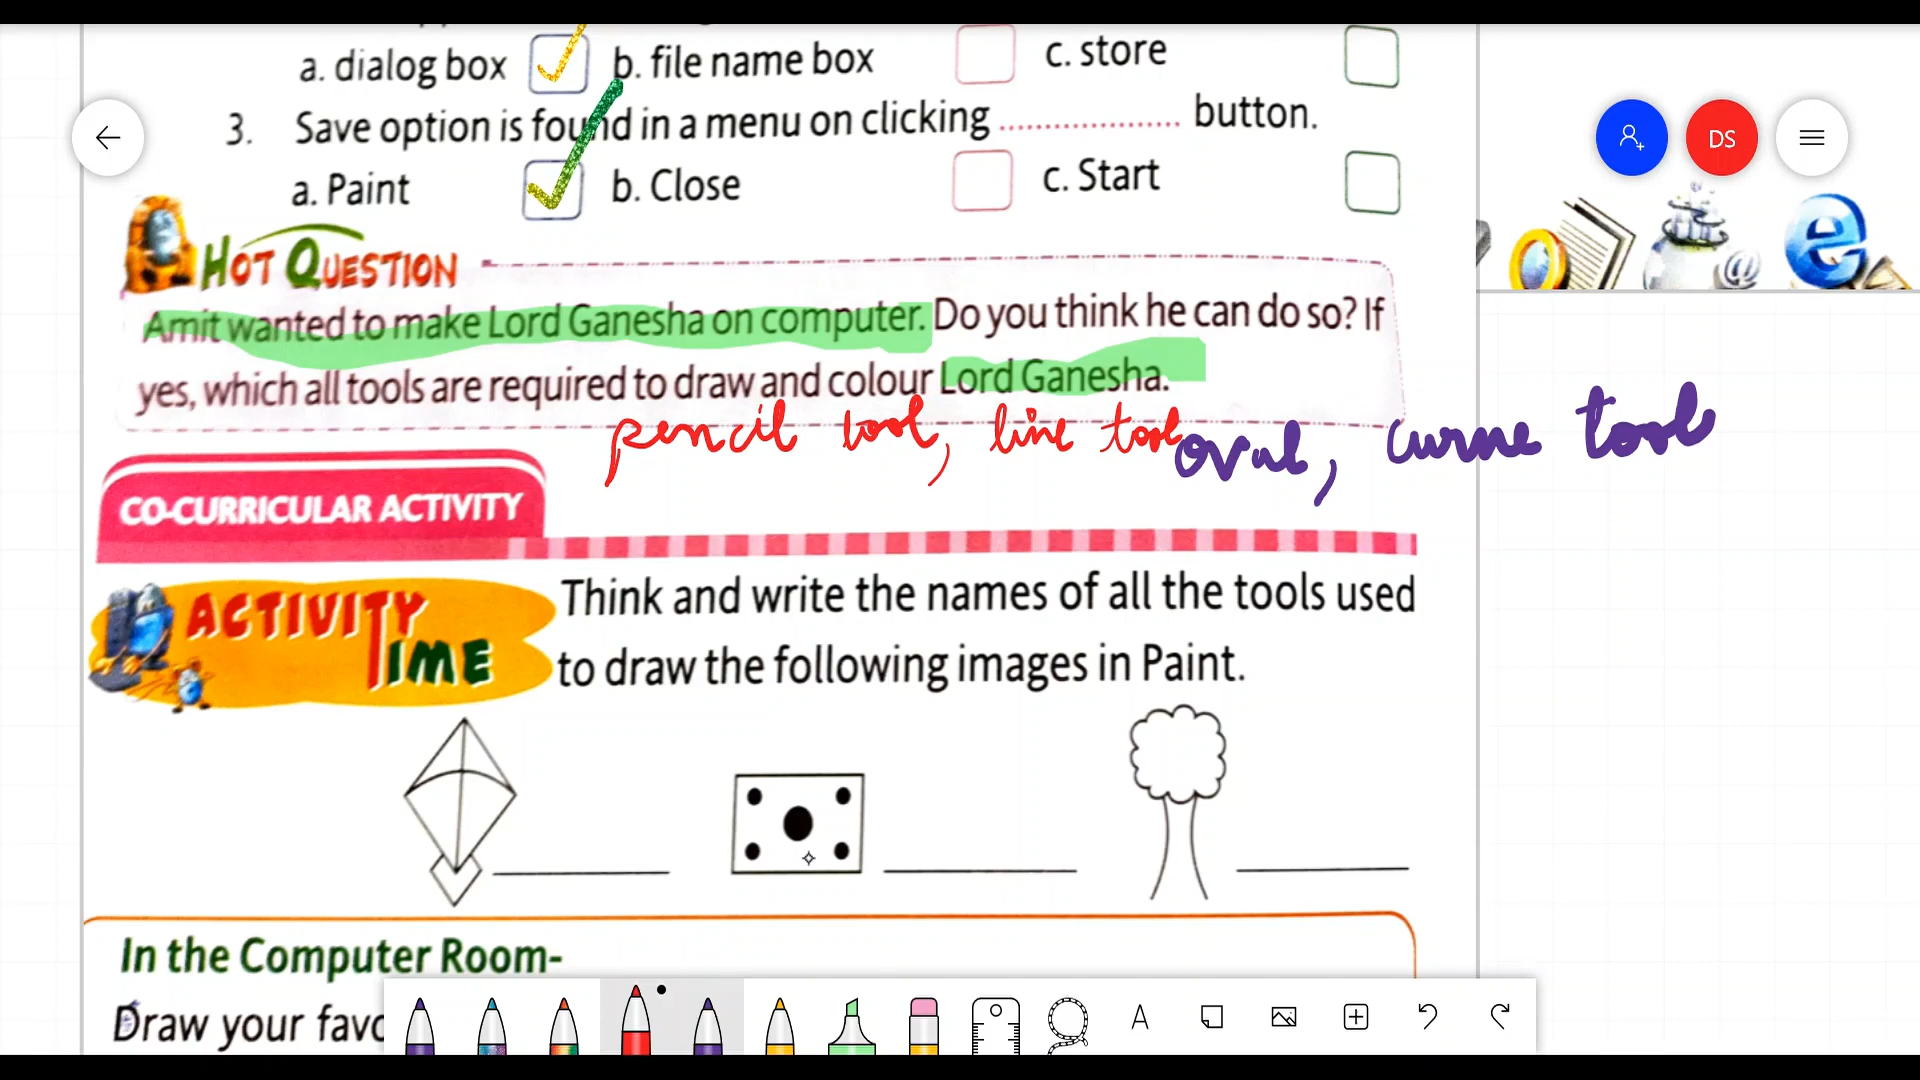 a. dialog box b. file name box c. store
3. Save option is found in a menu on clicking .................... button.
a. Paint b. Close c. Start
DS
HOT QUESTION
Amit wanted to make Lord Ganesha on computer. Do you think he can do so? If
yes, which all tools are required to draw and colour Lord Ganesha.
pencil tool, line tool oval, curve tool
CO-CURRICULAR ACTIVITY
ACTIVITY TIME
Think and write the names of all the tools used
to draw the following images in Paint.
In the Computer Room-
Draw your favo